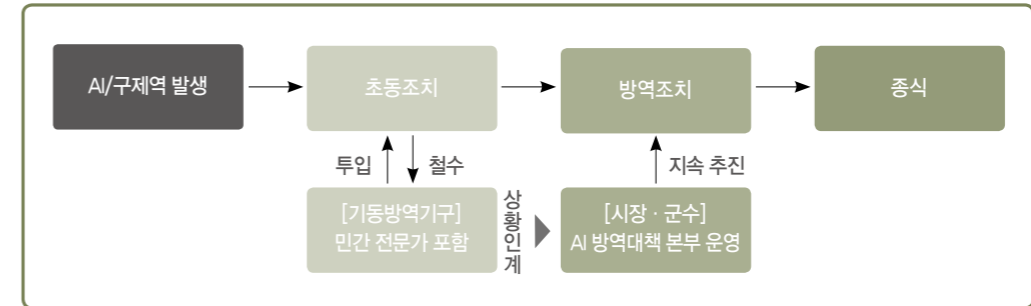 AI/구제역 발생
초동조치
방역조치
종식
투입
철수
지속 추진
[기동방역기구]
민간 전문가 포함
상황인계
[시장 · 군수]
AI 방역대책 본부 운영